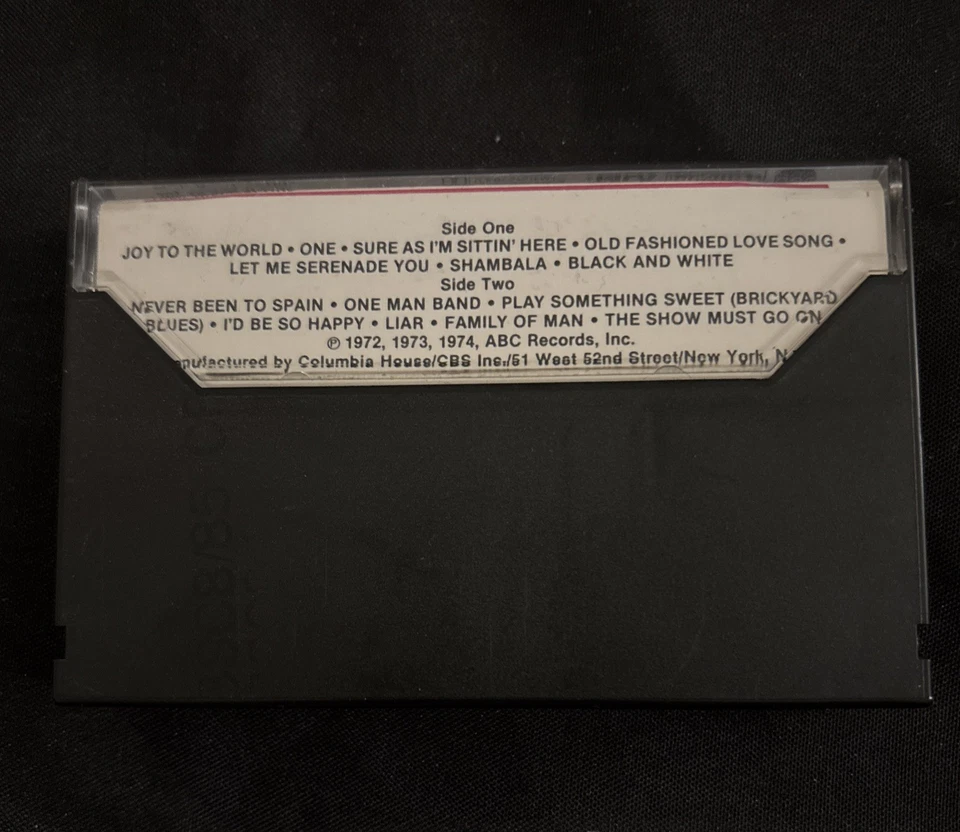 Side One
JOY TO THE WORLD • ONE • SURE AS I'M SITTIN' HERE • OLD FASHIONED LOVE SONG •
LET ME SERENADE YOU • SHAMBALA • BLACK AND WHITE
Side Two
NEVER BEEN TO SPAIN • ONE MAN BAND • PLAY SOMETHING SWEET (BRICKYARD
BLUES) • I'D BE SO HAPPY • LIAR • FAMILY OF MAN • THE SHOW MUST GO ON
℗ 1972, 1973, 1974, ABC Records, Inc.
by Columbia House/CBS Inc./51 West 52nd Street/New York,